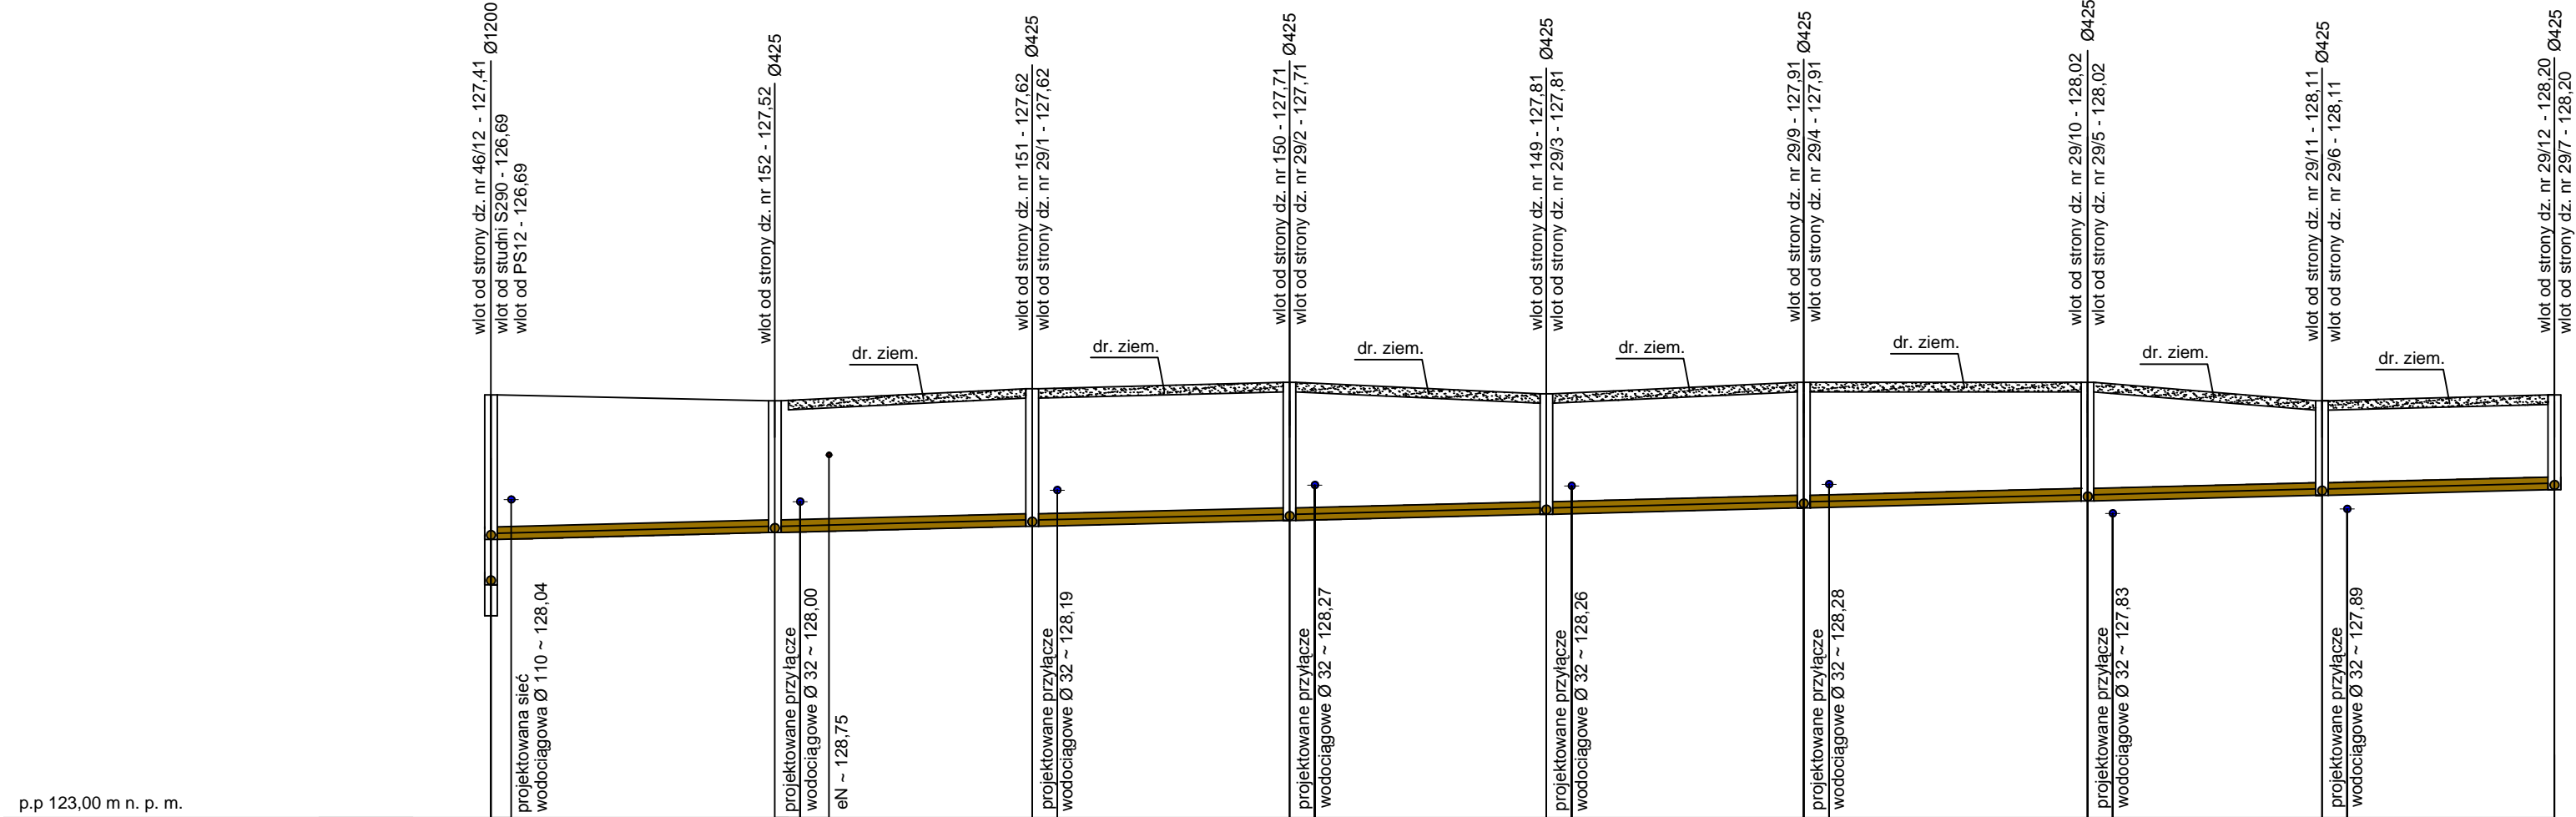 Ø1200
wlot od strony dz. nr 46/12 - 127,41
wlot od studni S290 - 126,69
wlot od PS12 - 126,69
Ø425
wlot od strony dz. nr 152 - 127,52
Ø425
wlot od strony dz. nr 151 - 127,62
wlot od strony dz. nr 29/1 - 127,62
Ø425
wlot od strony dz. nr 150 - 127,71
wlot od strony dz. nr 29/2 - 127,71
Ø425
wlot od strony dz. nr 149 - 127,81
wlot od strony dz. nr 29/3 - 127,81
Ø425
wlot od strony dz. nr 29/9 - 127,91
wlot od strony dz. nr 29/4 - 127,91
Ø425
wlot od strony dz. nr 29/10 - 128,02
wlot od strony dz. nr 29/5 - 128,02
Ø425
wlot od strony dz. nr 29/11 - 128,11
wlot od strony dz. nr 29/6 - 128,11
Ø425
wlot od strony dz. nr 29/12 - 128,20
wlot od strony dz. nr 29/7 - 128,20
dr. ziem.
dr. ziem.
dr. ziem.
dr. ziem.
dr. ziem.
dr. ziem.
dr. ziem.
projektowana sieć
wodociągowa Ø 110 ~ 128,04
projektowane przyłącze
wodociągowe Ø 32 ~ 128,00
eN ~ 128,75
projektowane przyłącze
wodociągowe Ø 32 ~ 128,19
projektowane przyłącze
wodociągowe Ø 32 ~ 128,27
projektowane przyłącze
wodociągowe Ø 32 ~ 128,26
projektowane przyłącze
wodociągowe Ø 32 ~ 128,28
projektowane przyłącze
wodociągowe Ø 32 ~ 127,83
projektowane przyłącze
wodociągowe Ø 32 ~ 127,89
p.p 123,00 m n. p. m.